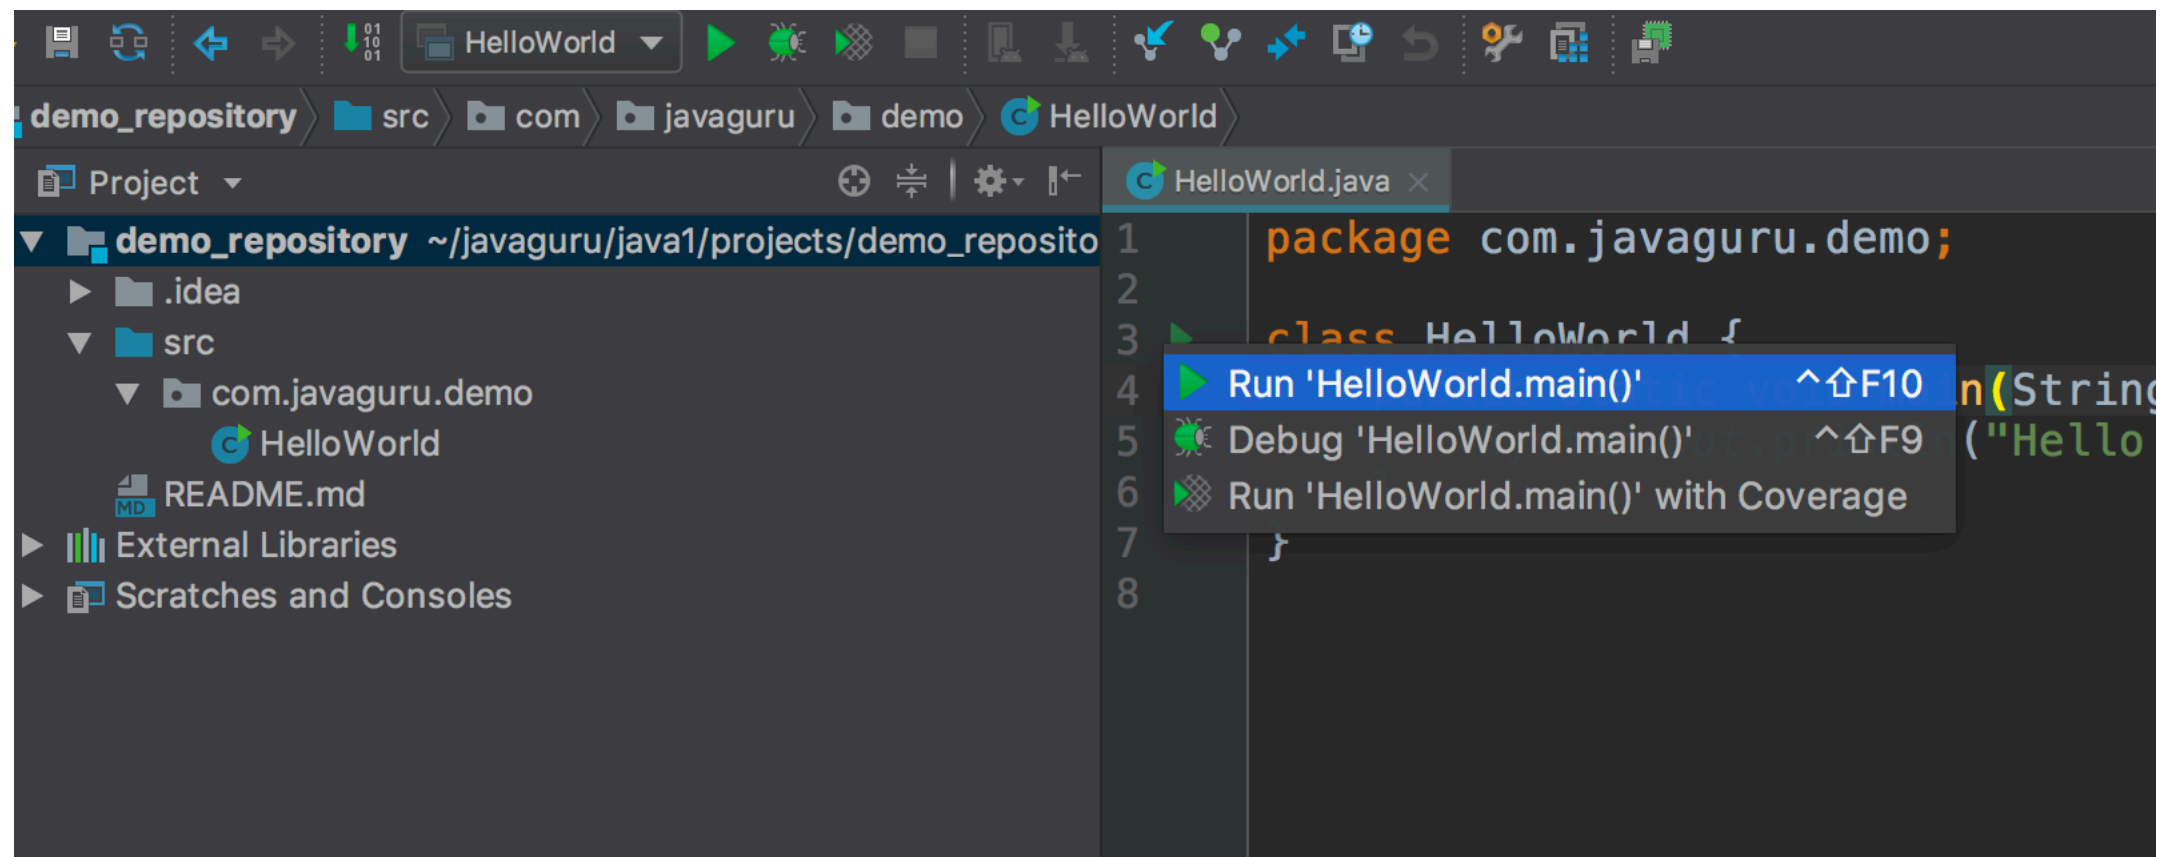 HelloWorld
demo_repository src com javaguru demo HelloWorld
Project
HelloWorld.java
demo_repository ~/javaguru/java1/projects/demo_reposito
.idea
src
com.javaguru.demo
HelloWorld
MD README.md
External Libraries
Scratches and Consoles
1 package com.javaguru.demo;
2
3 class HelloWorld {
4 (String
5 ("Hello
6
7 }
8
Run 'HelloWorld.main()' ^⇧F10
Debug 'HelloWorld.main()' ^⇧F9
Run 'HelloWorld.main()' with Coverage